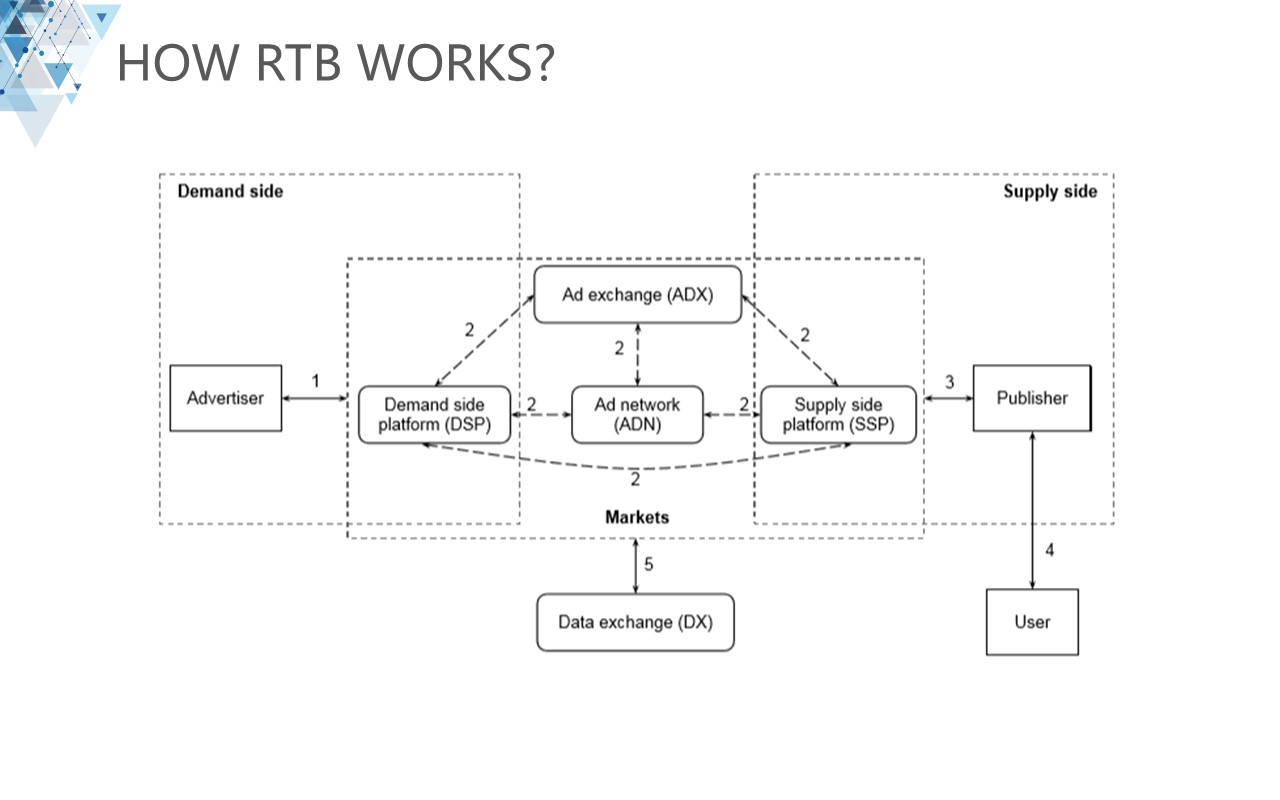 HOW RTB WORKS?
Demand side
Supply side
Ad exchange (ADX)
2
2
2
Advertiser
1
Demand side
platform (DSP)
2
Ad network
(ADN)
2
Supply side
platform (SSP)
3
Publisher
2
Markets
4
5
Data exchange (DX)
User